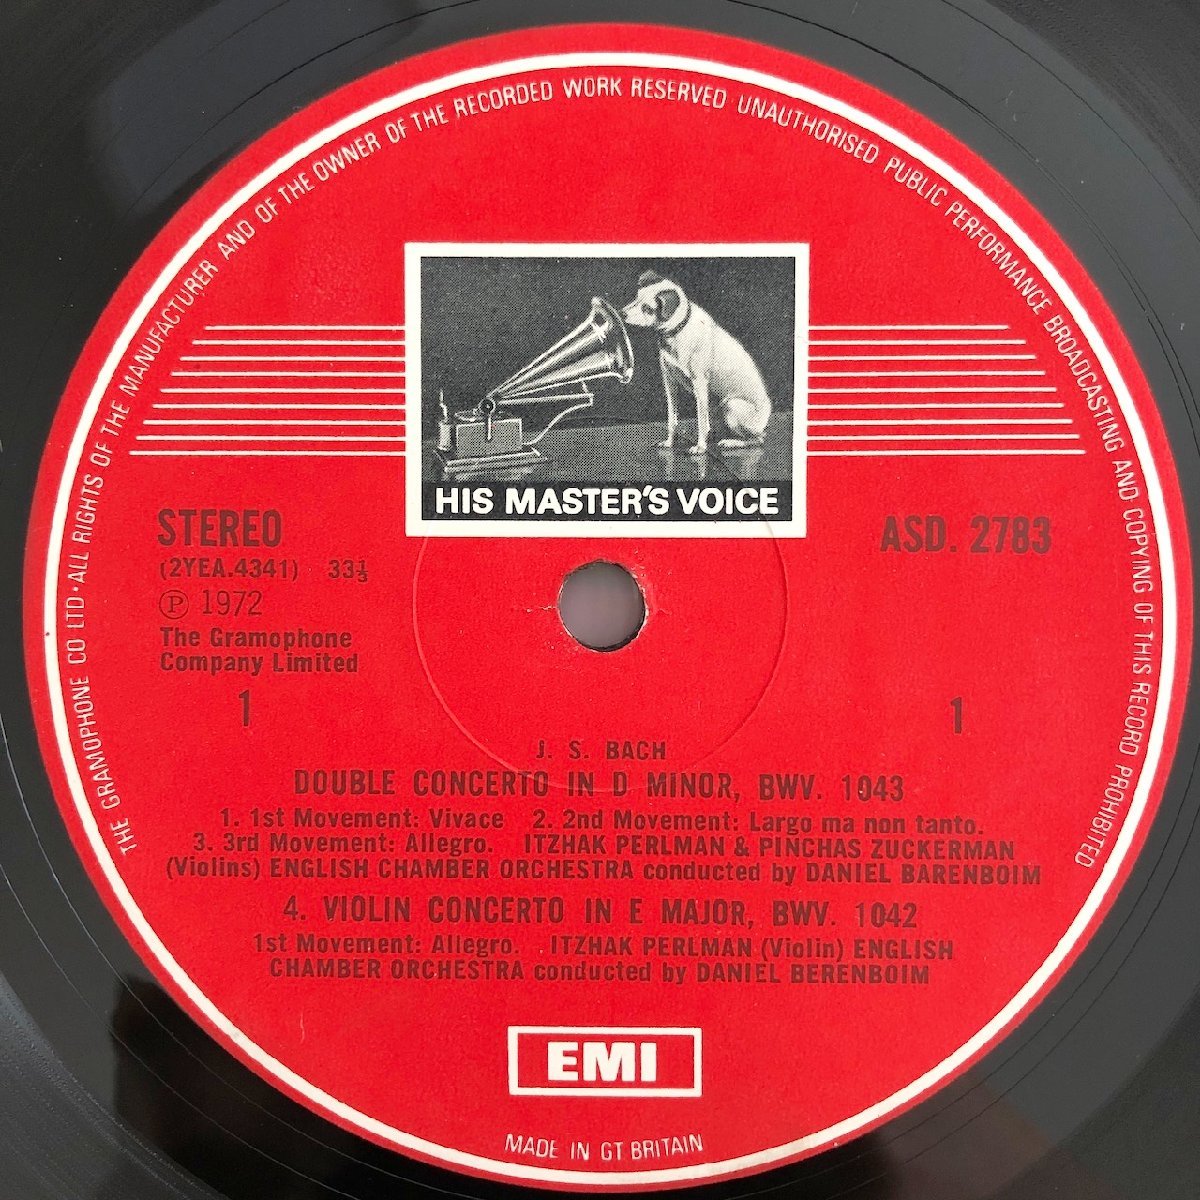 THE GRAMOPHONE CO LTD · ALL RIGHTS OF THE MANUFACTURER AND OF THE OWNER OF THE RECORDED WORK RESERVED UNAUTHORISED PUBLIC PERFORMANCE BROADCASTING AND COPYING OF THIS RECORD PROHIBITED
HIS MASTER'S VOICE
STEREO
ASD. 2783
(2YEA.4341) 33⅓
Ⓟ 1972
The Gramophone
Company Limited
1
1
J. S. BACH
DOUBLE CONCERTO IN D MINOR, BWV. 1043
1. 1st Movement: Vivace 2. 2nd Movement: Largo ma non tanto.
3. 3rd Movement: Allegro. ITZHAK PERLMAN & PINCHAS ZUCKERMAN
(Violins) ENGLISH CHAMBER ORCHESTRA conducted by DANIEL BARENBOIM
4. VIOLIN CONCERTO IN E MAJOR, BWV. 1042
1st Movement: Allegro. ITZHAK PERLMAN (Violin) ENGLISH
CHAMBER ORCHESTRA conducted by DANIEL BERENBOIM
EMI
MADE IN GT BRITAIN